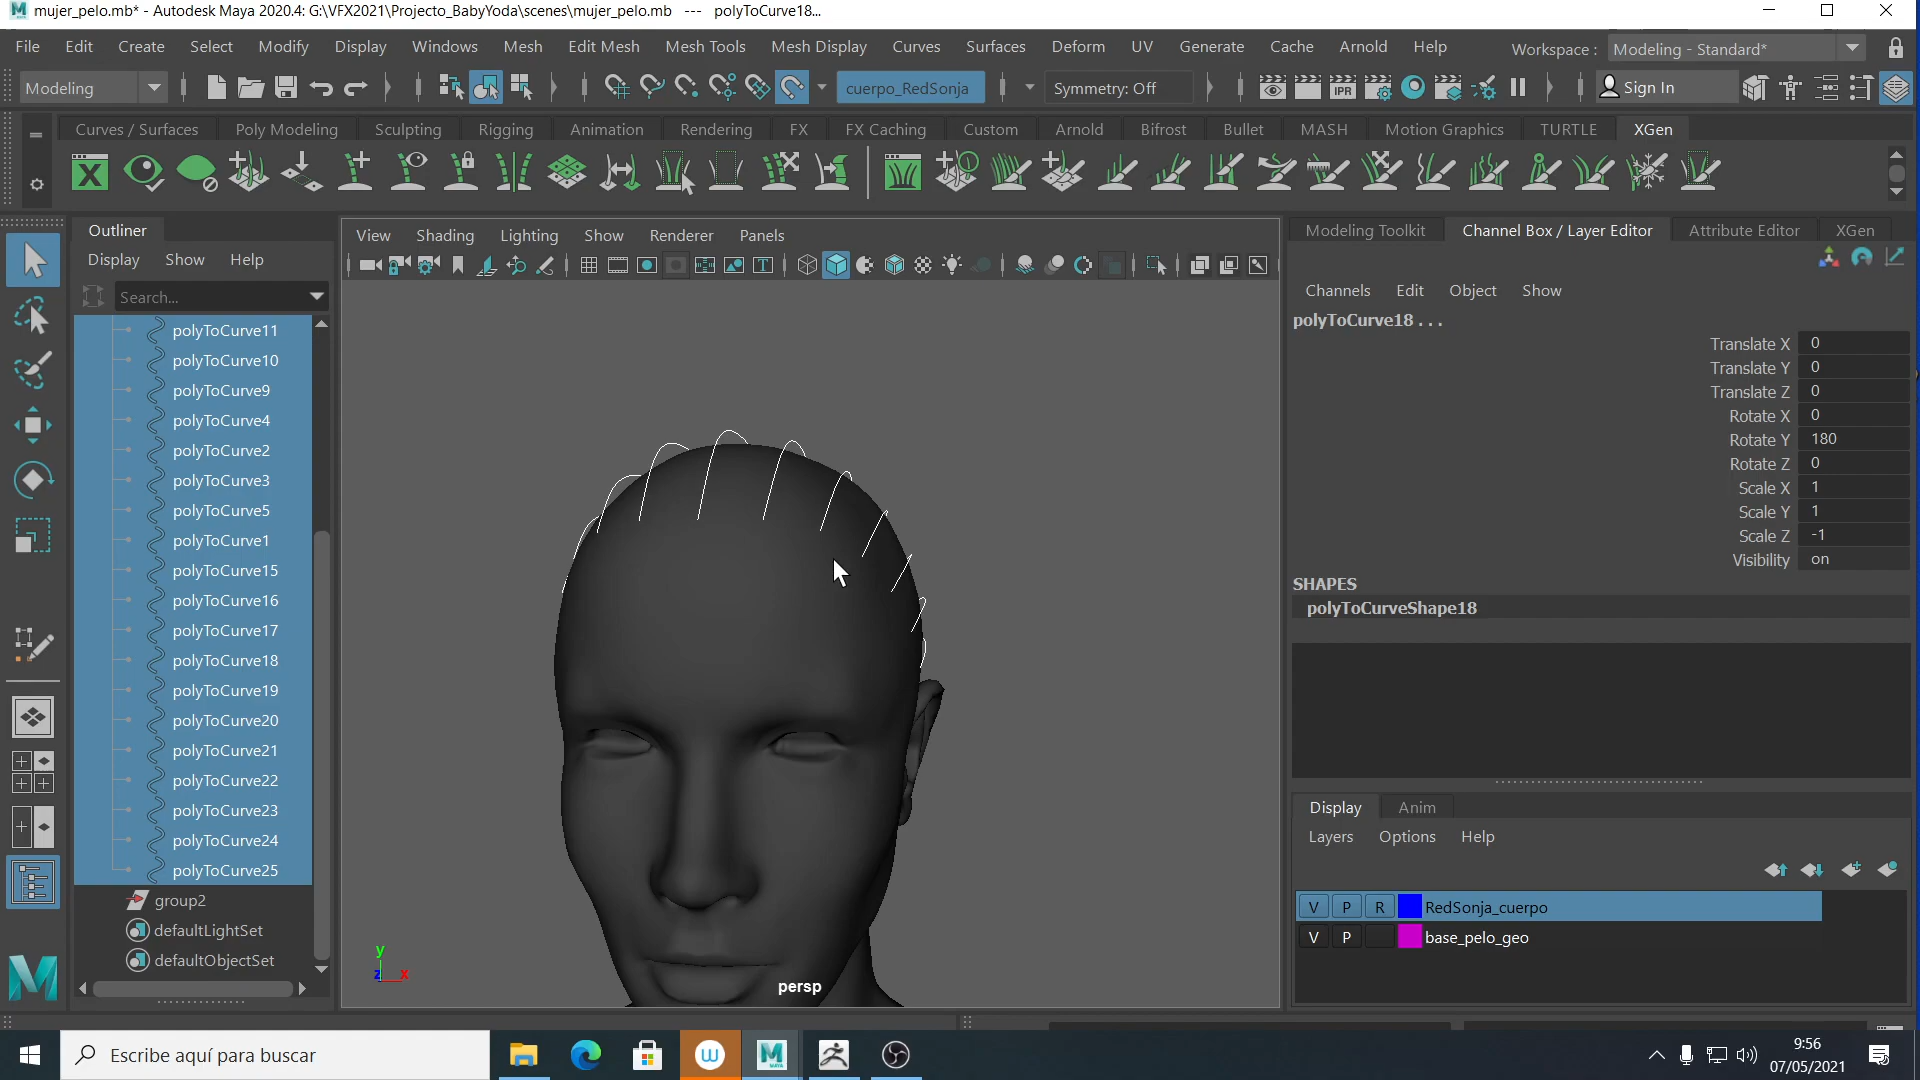 mujer_pelo.mb* - Autodesk Maya 2020.4: G:\VFX2021\Projecto_BabyYoda\scenes\mujer_pelo.mb --- polyToCurve18...
File Edit Create Select Modify Display Windows Mesh Edit Mesh Mesh Tools Mesh Display Curves Surfaces Deform UV Generate Cache Arnold Help Workspace : Modeling - Standard*
Modeling cuerpo_RedSonja Symmetry: Off IPR Sign In
Curves / Surfaces Poly Modeling Sculpting Rigging Animation Rendering FX FX Caching Custom Arnold Bifrost Bullet MASH Motion Graphics TURTLE XGen
Outliner
Display Show Help
Search...
polyToCurve11
polyToCurve10
polyToCurve9
polyToCurve4
polyToCurve2
polyToCurve3
polyToCurve5
polyToCurve1
polyToCurve15
polyToCurve16
polyToCurve17
polyToCurve18
polyToCurve19
polyToCurve20
polyToCurve21
polyToCurve22
polyToCurve23
polyToCurve24
polyToCurve25
group2
defaultLightSet
defaultObjectSet
View Shading Lighting Show Renderer Panels
y
z x
persp
Modeling Toolkit Channel Box / Layer Editor Attribute Editor XGen
Channels Edit Object Show
polyToCurve18 . . .
Translate X 0
Translate Y 0
Translate Z 0
Rotate X 0
Rotate Y 180
Rotate Z 0
Scale X 1
Scale Y 1
Scale Z -1
Visibility on
SHAPES
polyToCurveShape18
Display Anim
Layers Options Help
V P R RedSonja_cuerpo
V P base_pelo_geo
Escribe aquí para buscar
9:56
07/05/2021